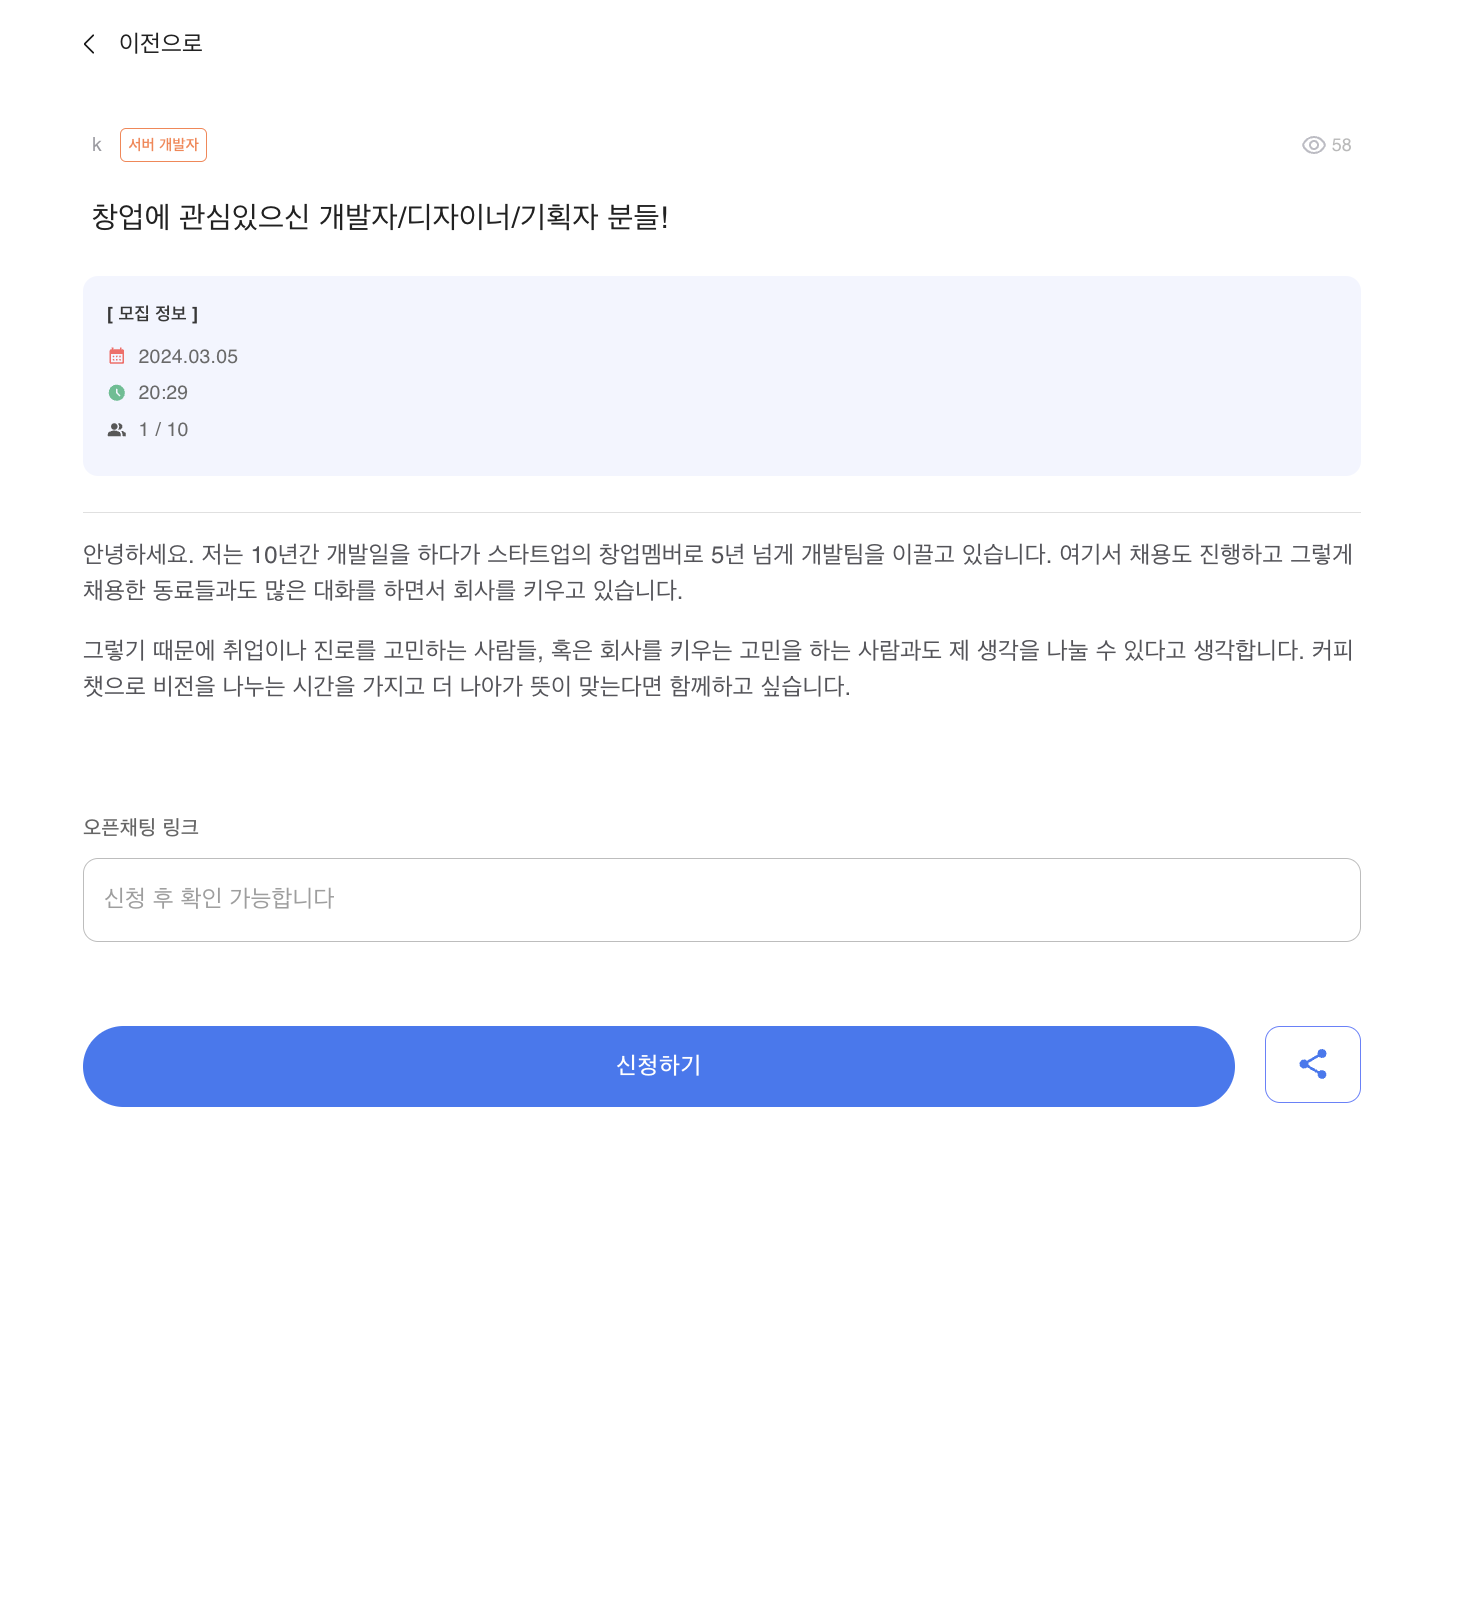 이전으로
k 서버 개발자 58
창업에 관심있으신 개발자/디자이너/기획자 분들!
[ 모집 정보 ]
2024.03.05
20:29
1 / 10
안녕하세요. 저는 10년간 개발일을 하다가 스타트업의 창업멤버로 5년 넘게 개발팀을 이끌고 있습니다. 여기서 채용도 진행하고 그렇게
채용한 동료들과도 많은 대화를 하면서 회사를 키우고 있습니다.
그렇기 때문에 취업이나 진로를 고민하는 사람들, 혹은 회사를 키우는 고민을 하는 사람과도 제 생각을 나눌 수 있다고 생각합니다. 커피
챗으로 비전을 나누는 시간을 가지고 더 나아가 뜻이 맞는다면 함께하고 싶습니다.
오픈채팅 링크
신청 후 확인 가능합니다
신청하기